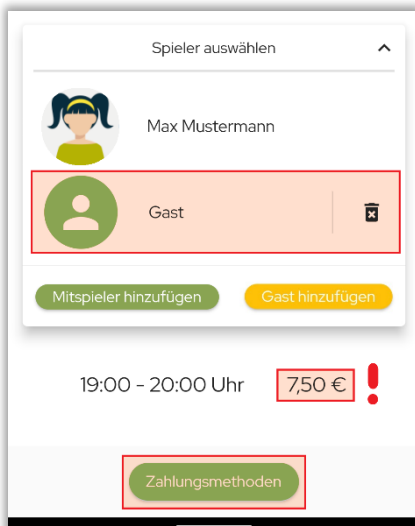 Spieler auswählen
Max Mustermann
Gast
Mitspieler hinzufügen
Gast hinzufügen
19:00 - 20:00 Uhr 7,50 € !
Zahlungsmethoden